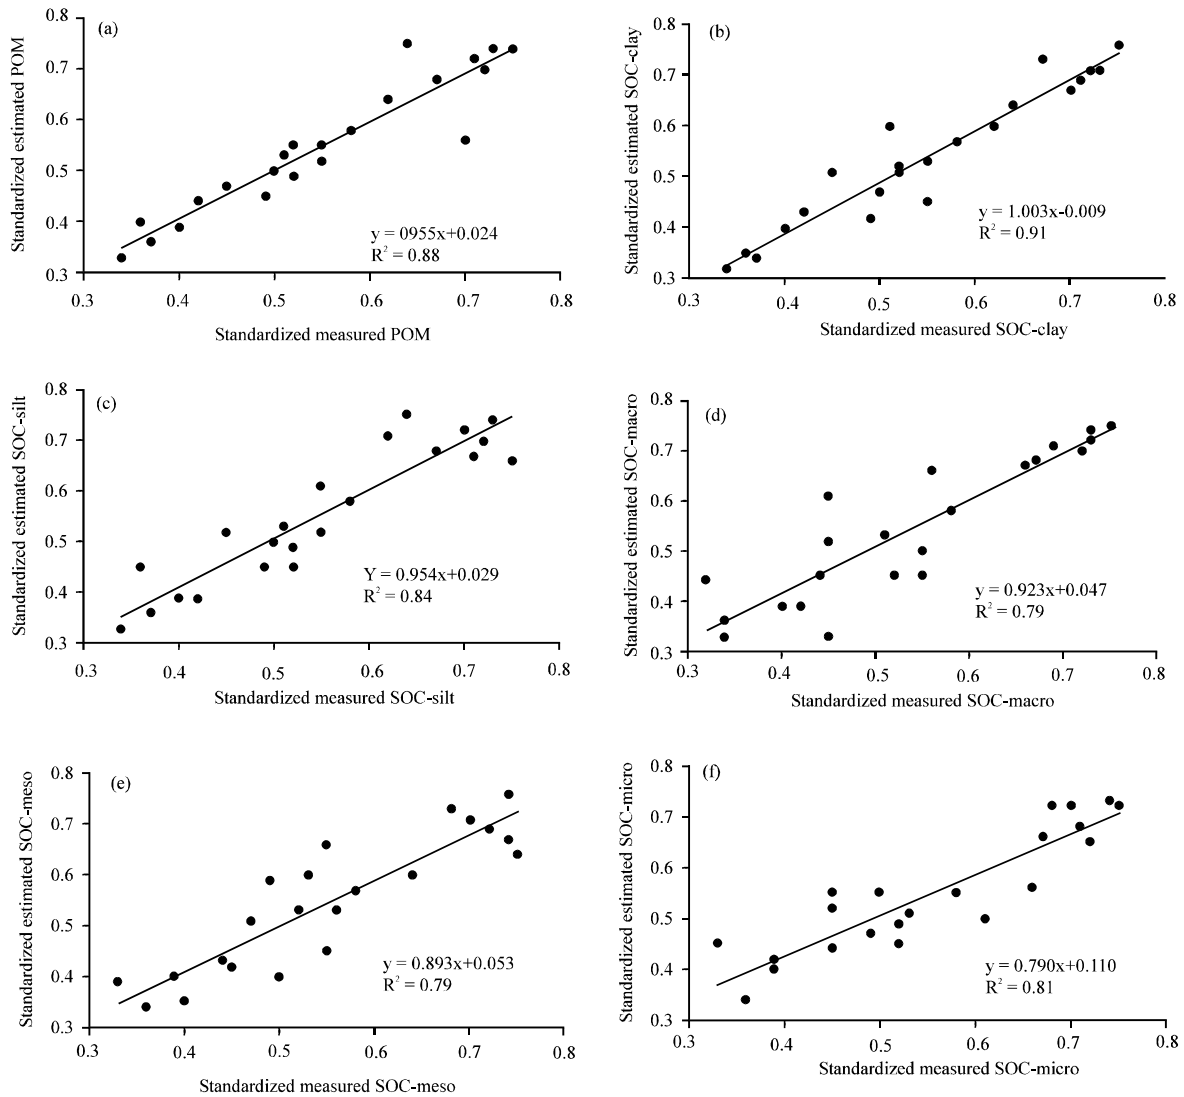 (a)
Standardized estimated POM
0.8
0.7
0.6
0.5
0.4
0.3
y = 0955x+0.024
R² = 0.88
0.3 0.4 0.5 0.6 0.7 0.8
Standardized measured POM
(b)
Standardized estimated SOC-clay
0.8
0.7
0.6
0.5
0.4
0.3
y = 1.003x-0.009
R² = 0.91
0.3 0.4 0.5 0.6 0.7 0.8
Standardized measured SOC-clay
(c)
Standardized estimated SOC-silt
0.8
0.7
0.6
0.5
0.4
0.3
Y = 0.954x+0.029
R² = 0.84
0.3 0.4 0.5 0.6 0.7 0.8
Standardized measured SOC-silt
(d)
Standardized estimated SOC-macro
0.8
0.7
0.6
0.5
0.4
0.3
y = 0.923x+0.047
R² = 0.79
0.3 0.4 0.5 0.6 0.7 0.8
Standardized measured SOC-macro
(e)
Standardized estimated SOC-meso
0.8
0.7
0.6
0.5
0.4
0.3
y = 0.893x+0.053
R² = 0.79
0.3 0.4 0.5 0.6 0.7 0.8
Standardized measured SOC-meso
(f)
Standardized estimated SOC-micro
0.8
0.7
0.6
0.5
0.4
0.3
y = 0.790x+0.110
R² = 0.81
0.3 0.4 0.5 0.6 0.7 0.8
Standardized measured SOC-micro